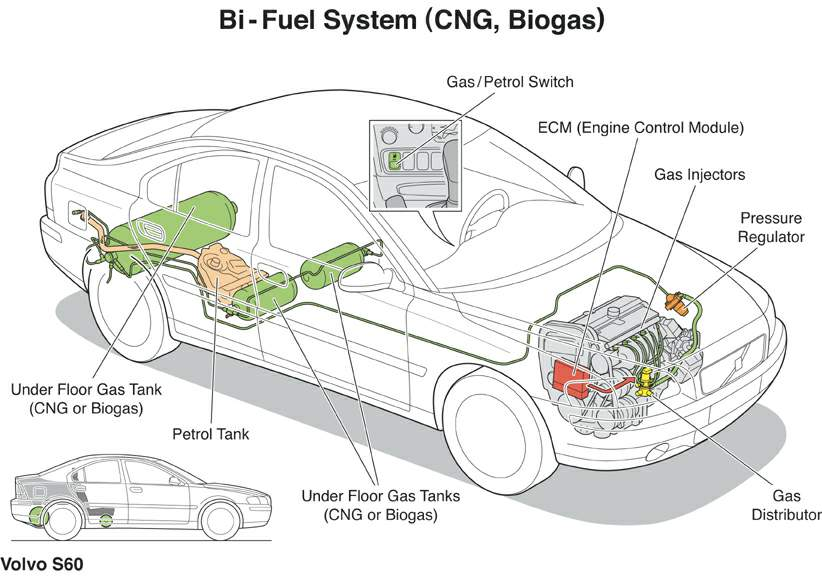 Bi-Fuel System (CNG, Biogas)
Gas/Petrol Switch
ECM (Engine Control Module)
Gas Injectors
Pressure
Regulator
Under Floor Gas Tank
(CNG or Biogas)
Petrol Tank
Under Floor Gas Tanks
(CNG or Biogas)
Gas
Distributor
Volvo S60